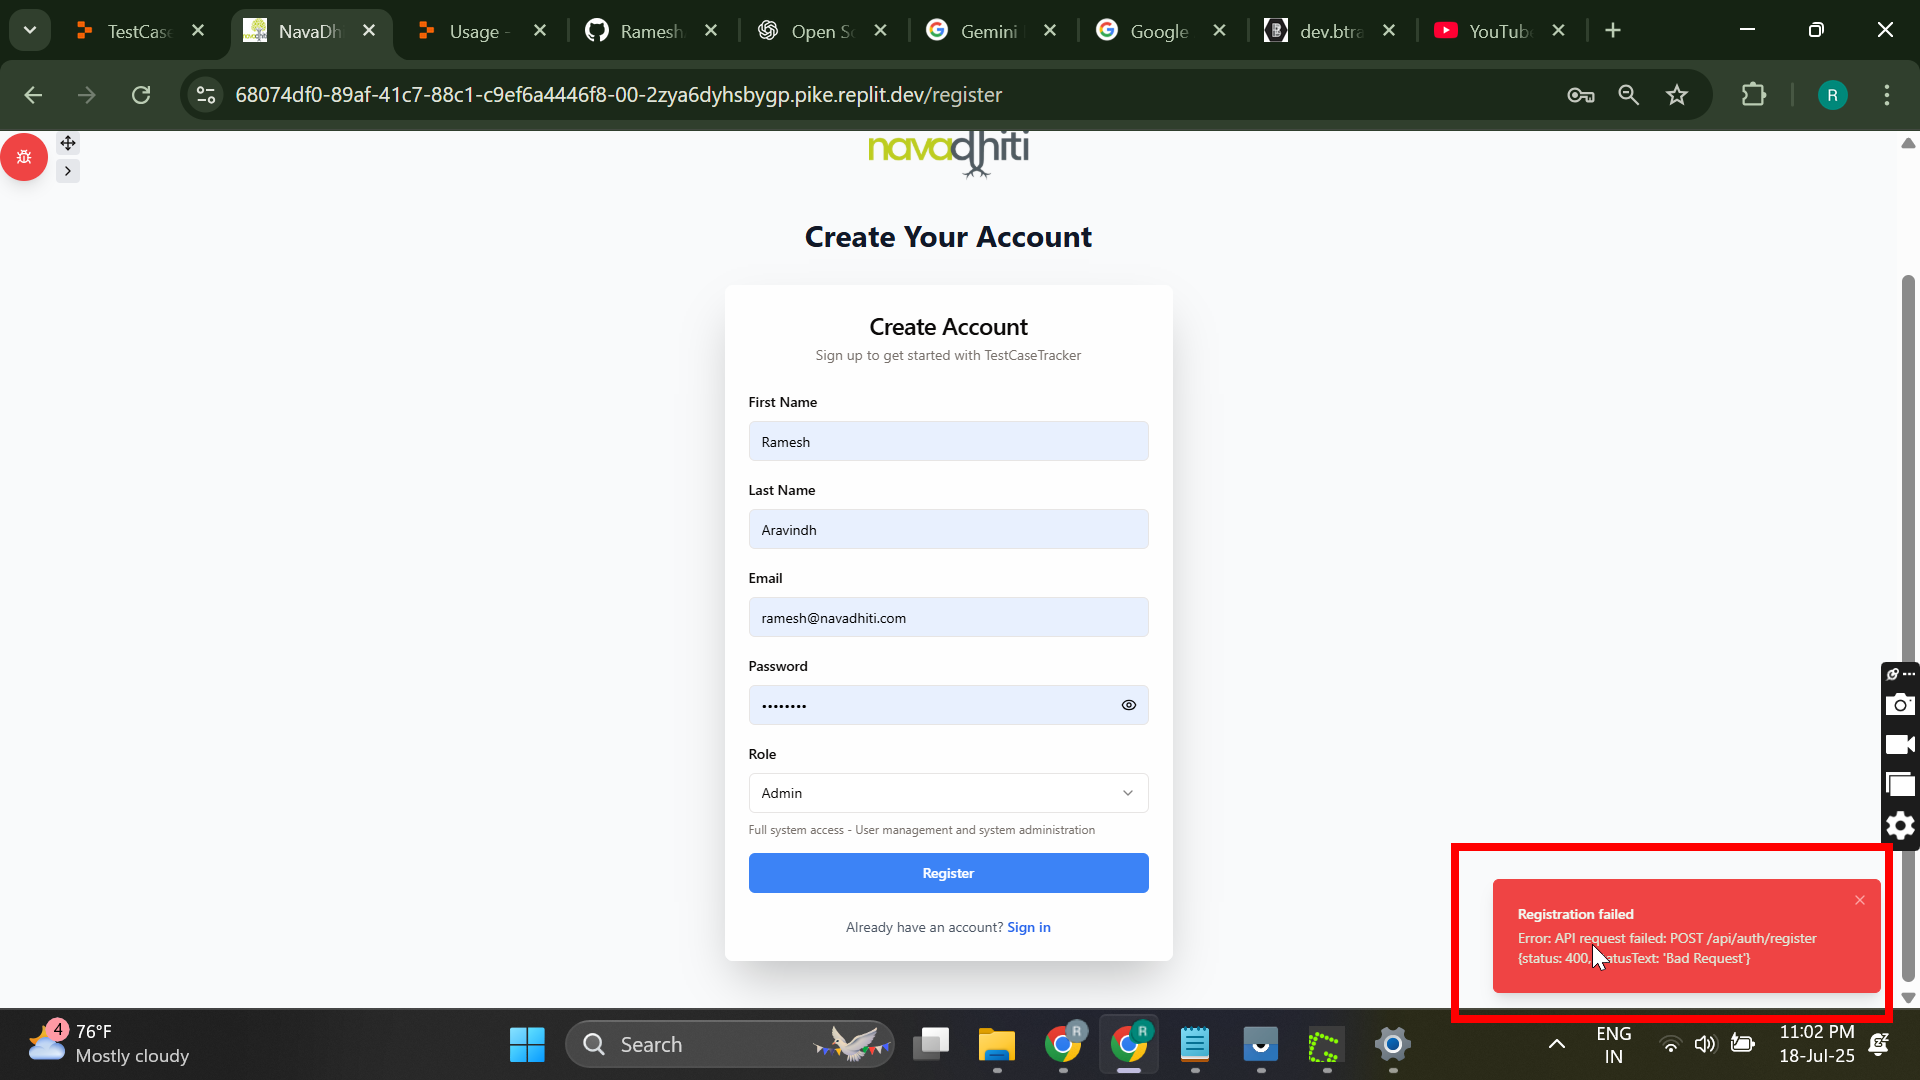 TestCas
NavaDh
Usage -
Ramesh
Open So
Gemini
Google
dev.btra
YouTube
68074df0-89af-41c7-88c1-c9ef6a4446f8-00-2zya6dyhsbygp.pike.replit.dev/register
R
navadhiti
Create Your Account
Create Account
Sign up to get started with TestCaseTracker
First Name
Ramesh
Last Name
Aravindh
Email
ramesh@navadhiti.com
Password
••••••••
Role
Admin
Full system access - User management and system administration
Register
Already have an account? Sign in
Registration failed
Error: API request failed: POST /api/auth/register
{status: 400, statusText: 'Bad Request'}
4
76°F
Mostly cloudy
Search
R
R
ENG
IN
11:02 PM
18-Jul-25